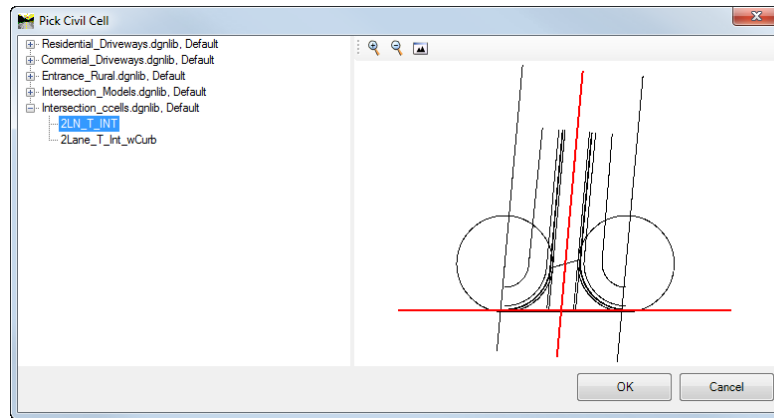 Pick Civil Cell
Residential_Driveways.dgnlib, Default
Commerial_Driveways.dgnlib, Default
Entrance_Rural.dgnlib, Default
Intersection_Models.dgnlib, Default
Intersection_ccells.dgnlib, Default
2LN_T_INT
2Lane_T_Int_wCurb
OK Cancel